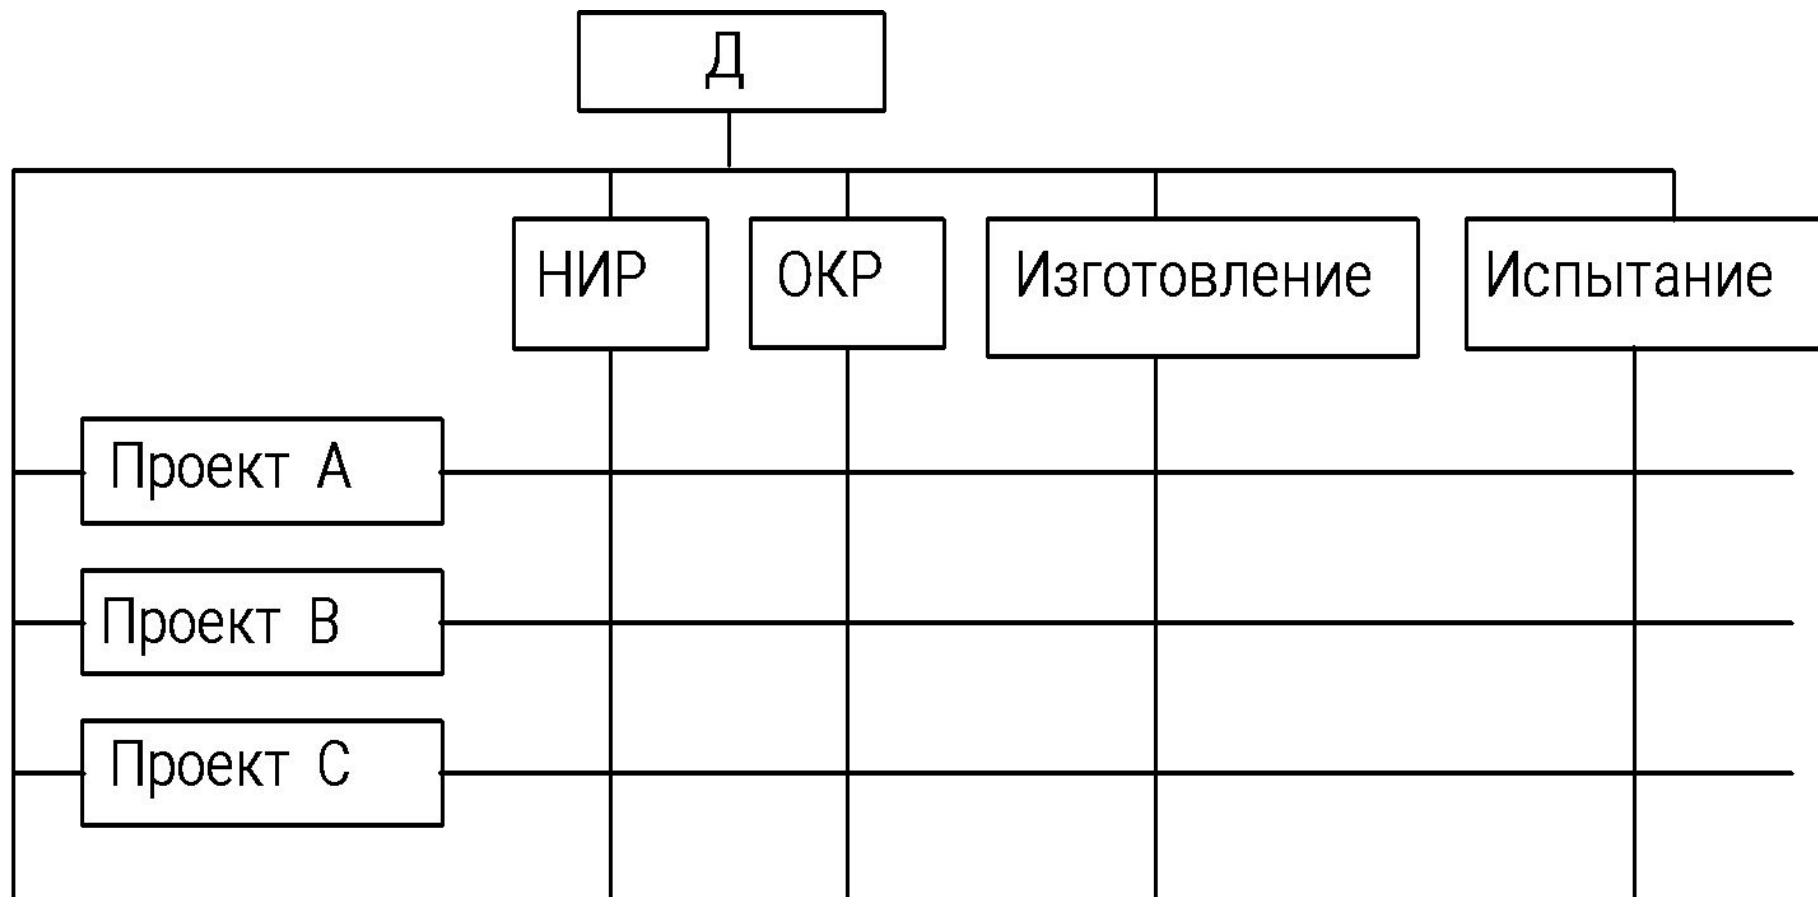 Д
НИР
ОКР
Изготовление
Испытание
Проект А
Проект В
Проект С